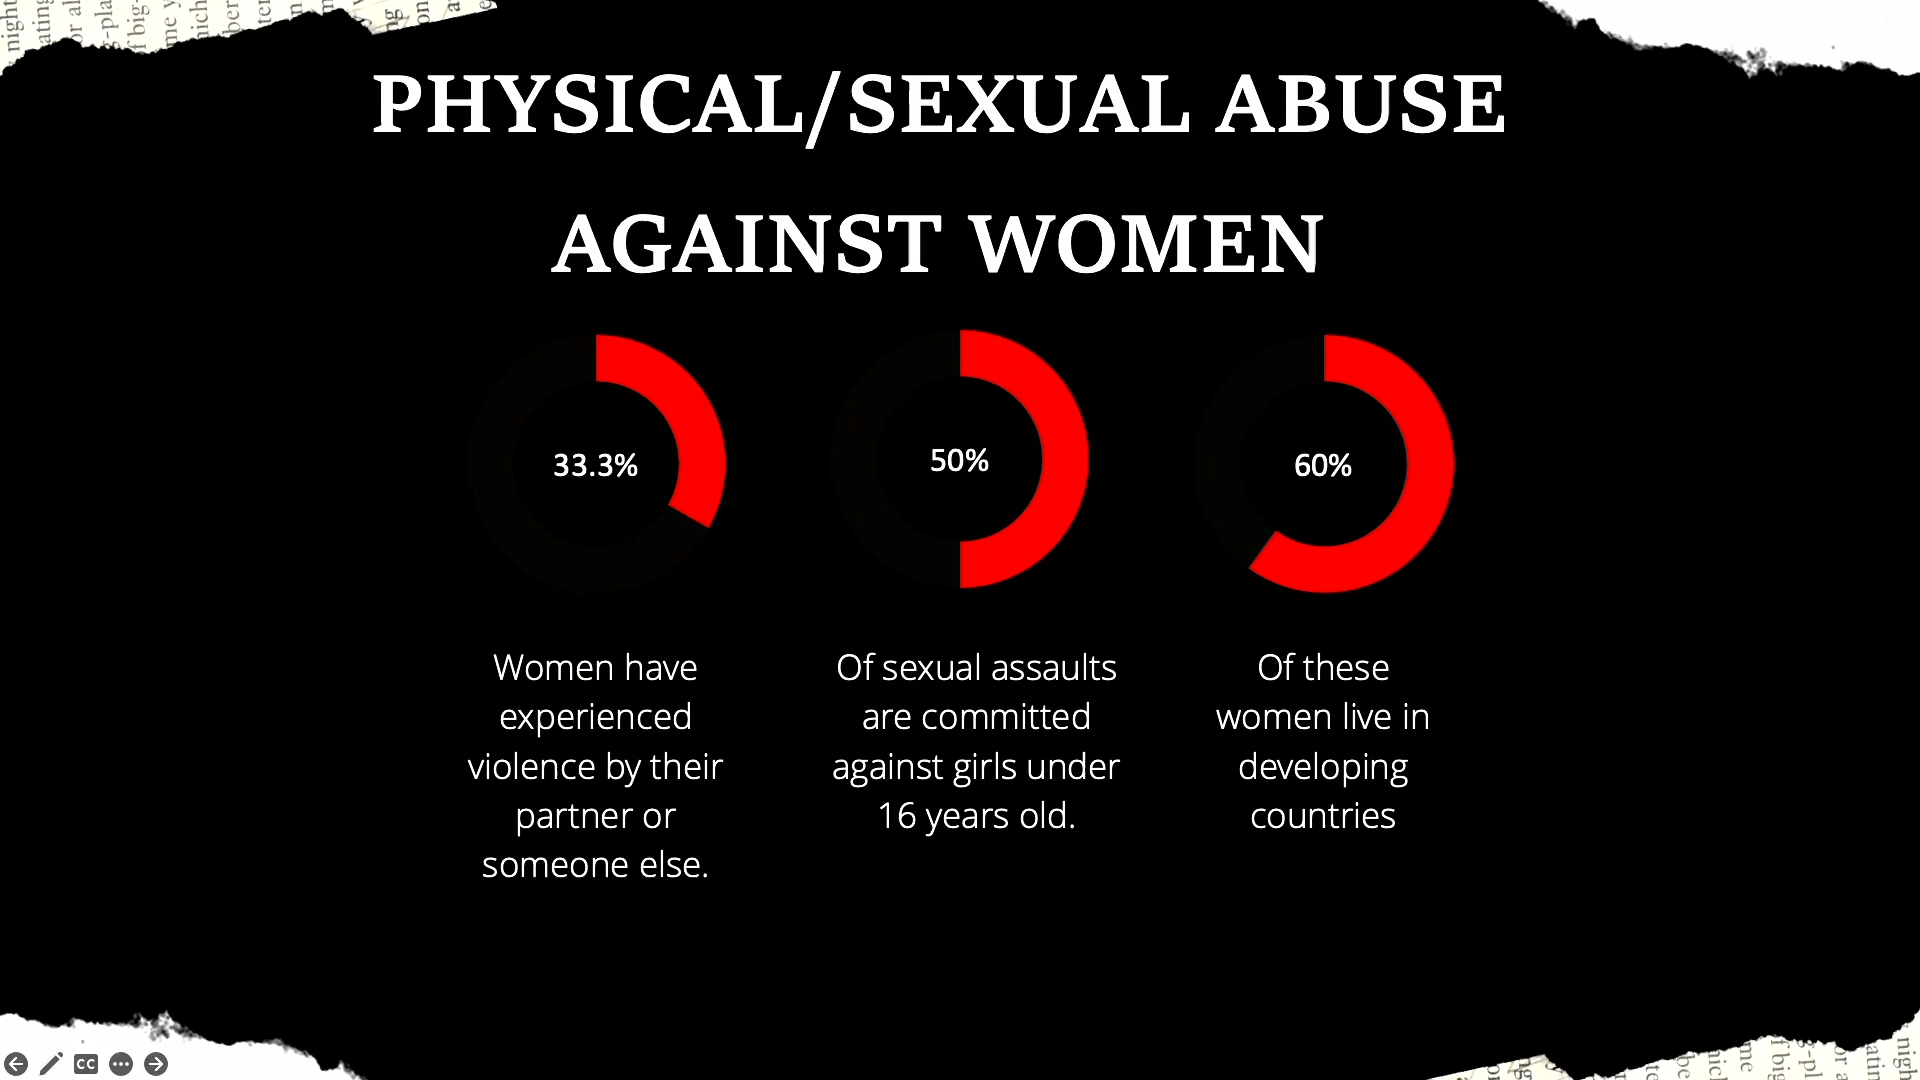 PHYSICAL/SEXUAL ABUSE
AGAINST WOMEN
33.3%
50%
60%
Women have
experienced
violence by their
partner or
someone else.
Of sexual assaults
are committed
against girls under
16 years old.
Of these
women live in
developing
countries
CC